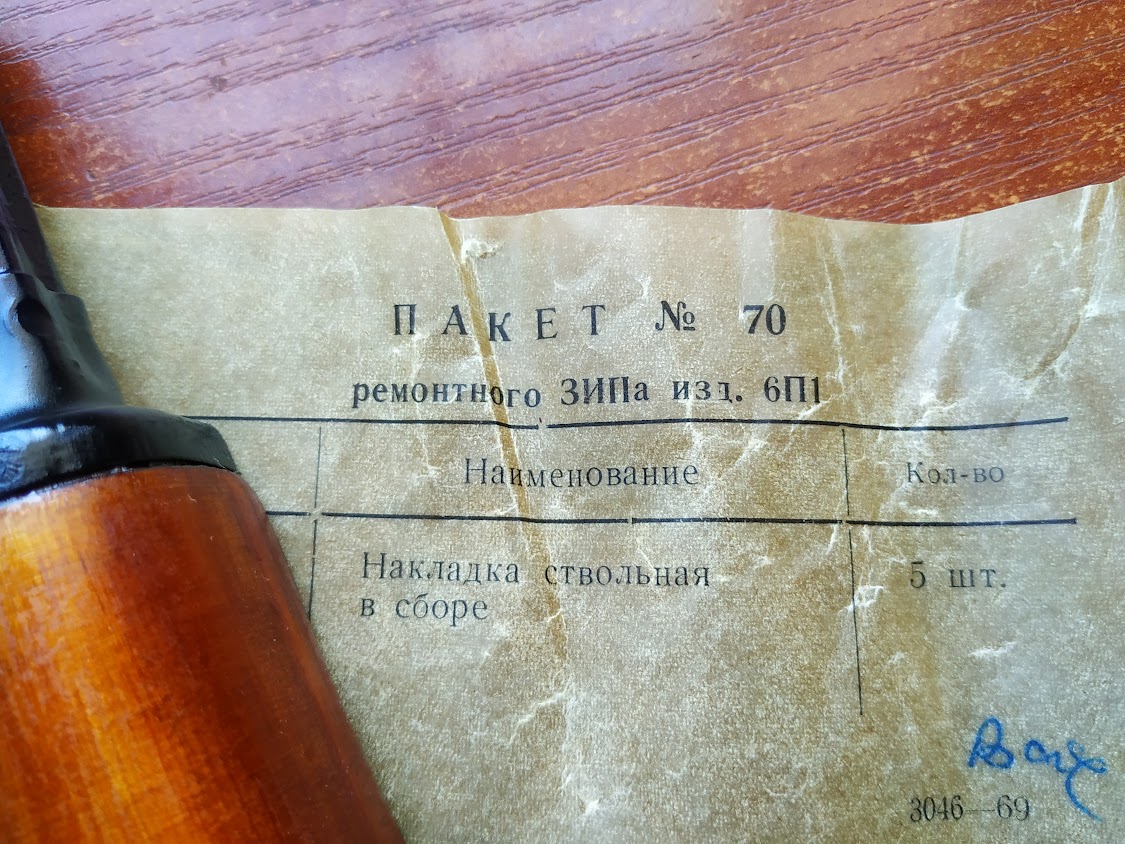 ПАКЕТ № 70
ремонтного ЗИПа изд. 6П1
Наименование Кол-во
Накладка ствольная 5 шт.
в сборе
3046—69